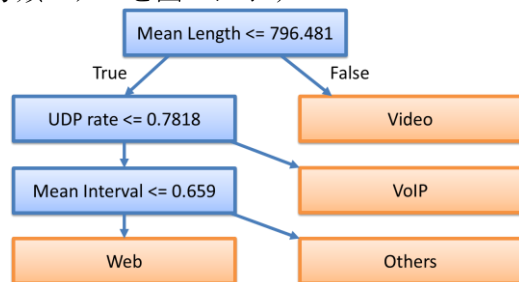 Mean Length <= 796.481
True
False
UDP rate <= 0.7818
Video
Mean Interval <= 0.659
VoIP
Web
Others